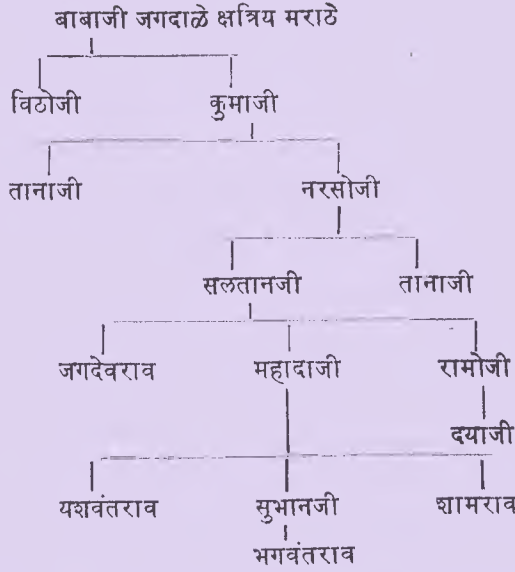 बाबाजी जगदाळे क्षत्रिय मराठे
विठोजी कुमाजी
तानाजी नरसोजी
सलतानजी तानाजी
जगदेवराव महादाजी रामोजी
दयाजी
यशवंतराव सुभानजी शामराव
भगवंतराव